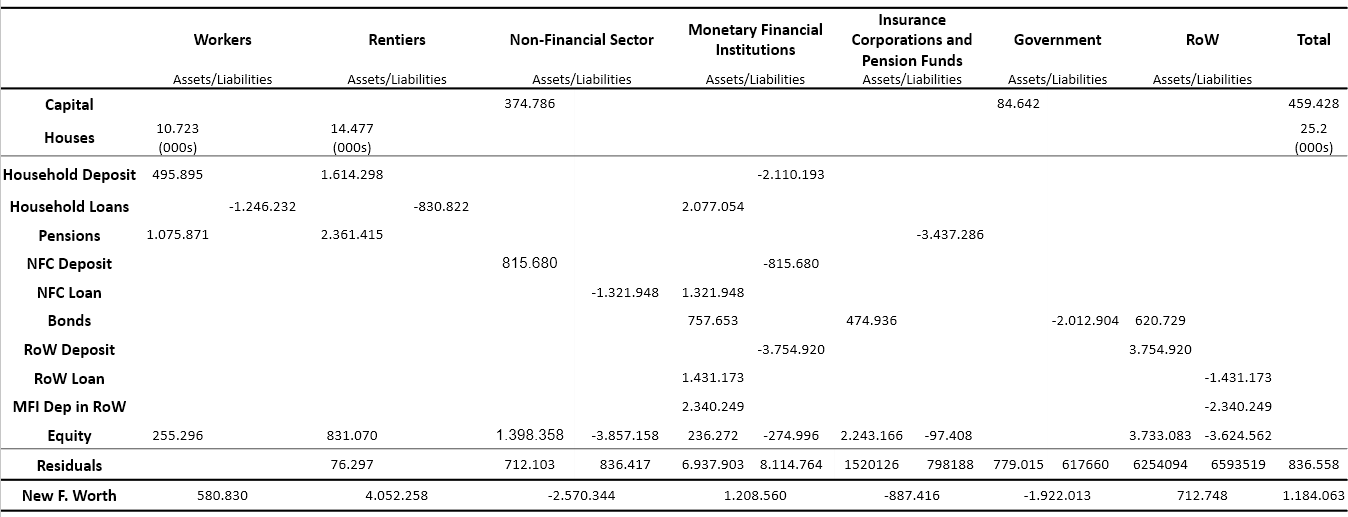 Workers Rentiers Non-Financial Sector Monetary Financial Institutions Insurance Corporations and Pension Funds Government RoW Total
Assets/Liabilities Assets/Liabilities Assets/Liabilities Assets/Liabilities Assets/Liabilities Assets/Liabilities Assets/Liabilities
Capital 374.786 84.642 459.428
Houses 10.723 (000s) 14.477 (000s) 25.2 (000s)
Household Deposit 495.895 1.614.298 -2.110.193
Household Loans -1.246.232 -830.822 2.077.054
Pensions 1.075.871 2.361.415 -3.437.286
NFC Deposit 815.680 -815.680
NFC Loan -1.321.948 1.321.948
Bonds 757.653 474.936 -2.012.904 620.729
RoW Deposit -3.754.920 3.754.920
RoW Loan 1.431.173 -1.431.173
MFI Dep in RoW 2.340.249 -2.340.249
Equity 255.296 831.070 1.398.358 -3.857.158 236.272 -274.996 2.243.166 -97.408 3.733.083 -3.624.562
Residuals 76.297 712.103 836.417 6.937.903 8.114.764 1520126 798188 779.015 617660 6254094 6593519 836.558
New F. Worth 580.830 4.052.258 -2.570.344 1.208.560 -887.416 -1.922.013 712.748 1.184.063